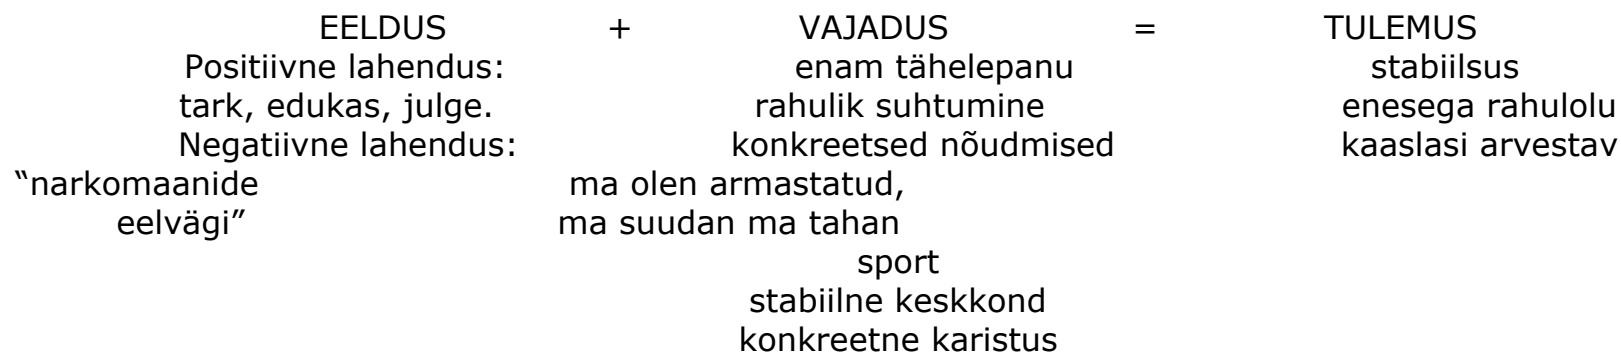 EELDUS + VAJADUS = TULEMUS
Positiivne lahendus: enam tähelepanu stabiilsus
tark, edukas, julge. rahulik suhtumine enesega rahulolu
Negatiivne lahendus: konkreetsed nõudmised kaaslasi arvestav
“narkomaanide ma olen armastatud,
eelvägi” ma suudan ma tahan
sport
stabiilne keskkond
konkreetne karistus